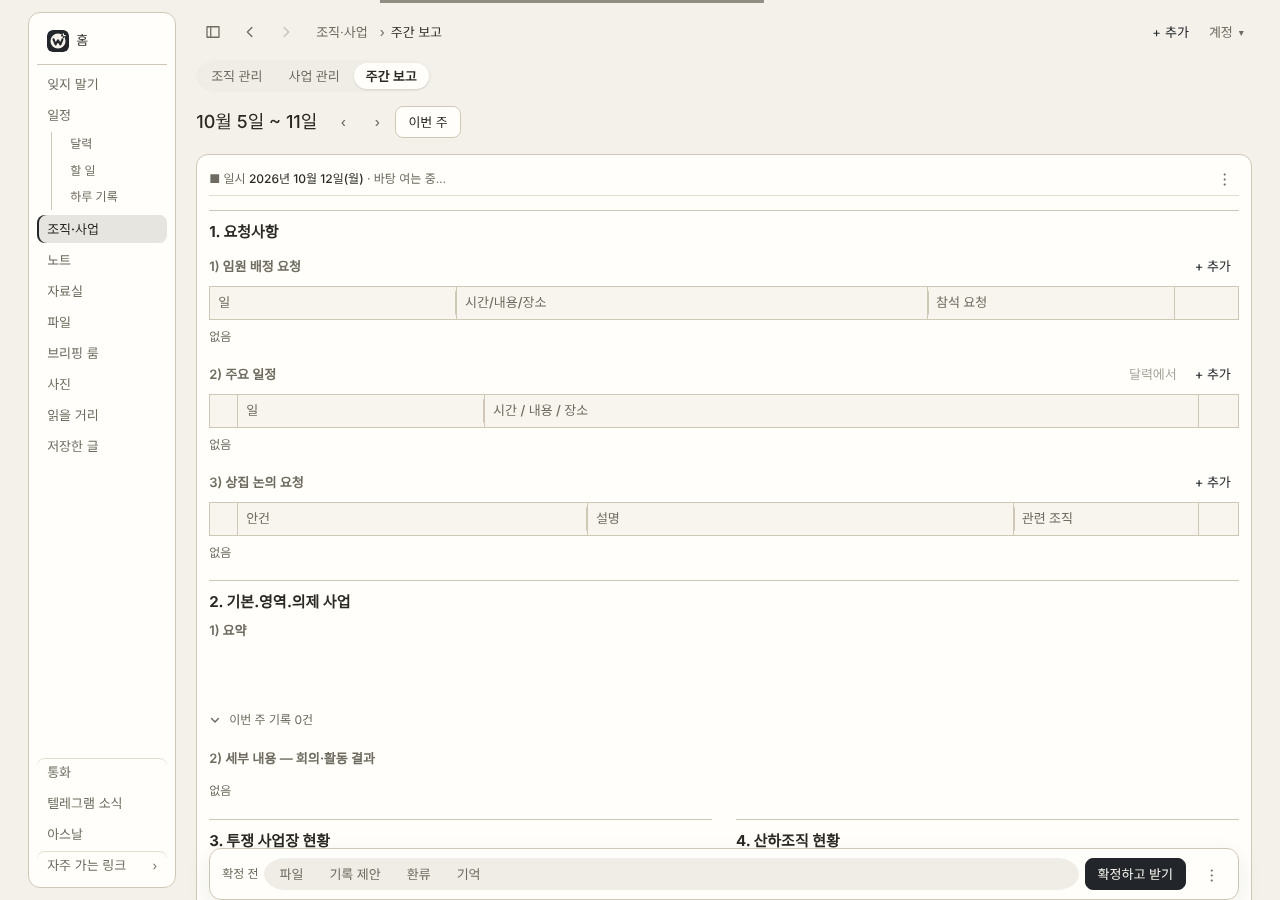 홈
잊지 말기
일정
달력
할 일
하루 기록
조직·사업
노트
자료실
파일
브리핑 룸
사진
읽을 거리
저장한 글
통화
텔레그램 소식
아스날
자주 가는 링크 ›
조직·사업 › 주간 보고
+ 추가 계정 ▾
조직 관리 사업 관리 주간 보고
10월 5일 ~ 11일 ‹ › 이번 주
■ 일시 2026년 10월 12일(월) · 바탕 여는 중…
1. 요청사항
1) 임원 배정 요청 + 추가
일 시간/내용/장소 참석 요청
없음
2) 주요 일정 달력에서 + 추가
일 시간 / 내용 / 장소
없음
3) 상집 논의 요청 + 추가
안건 설명 관련 조직
없음
2. 기본.영역.의제 사업
1) 요약
이번 주 기록 0건
2) 세부 내용 — 회의·활동 결과
없음
3. 투쟁 사업장 현황 4. 산하조직 현황
확정 전 파일 기록 제안 환류 기억 확정하고 받기